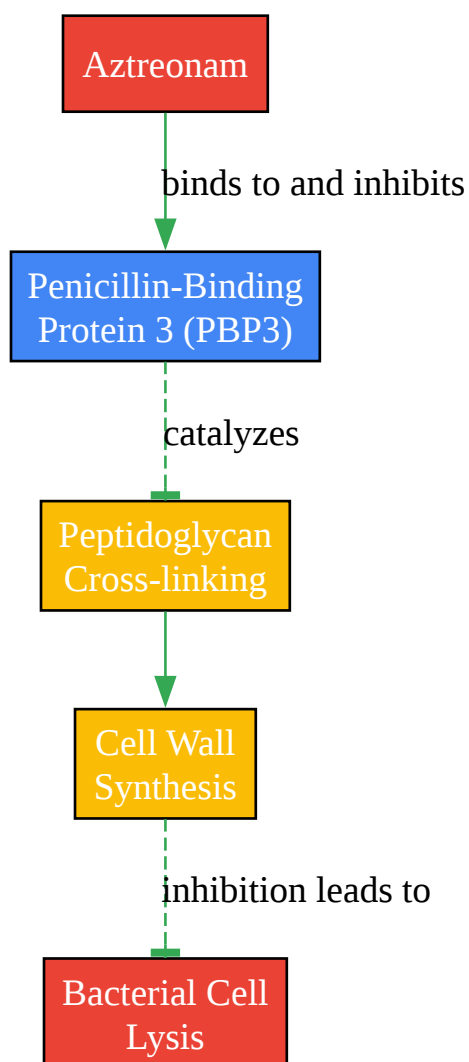 Aztreonam
binds to and inhibits
Penicillin-Binding
Protein 3 (PBP3)
catalyzes
Peptidoglycan
Cross-linking
Cell Wall
Synthesis
inhibition leads to
Bacterial Cell
Lysis